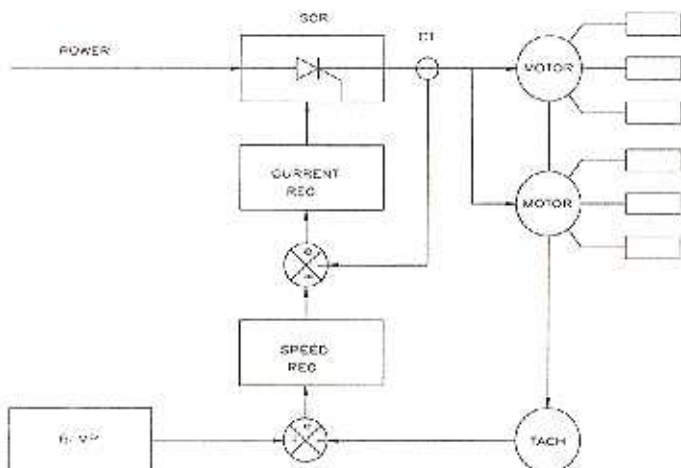 SCR
CT
POWER
MOTOR
CURRENT
REG
MOTOR
SPEED
REG
TACH